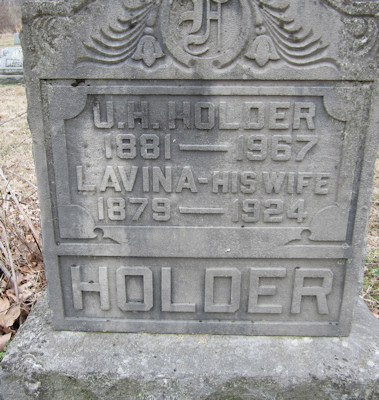 J.H. HOLDER
1881 — 1967
LAVINA-HIS WIFE
1879 — 1924
HOLDER